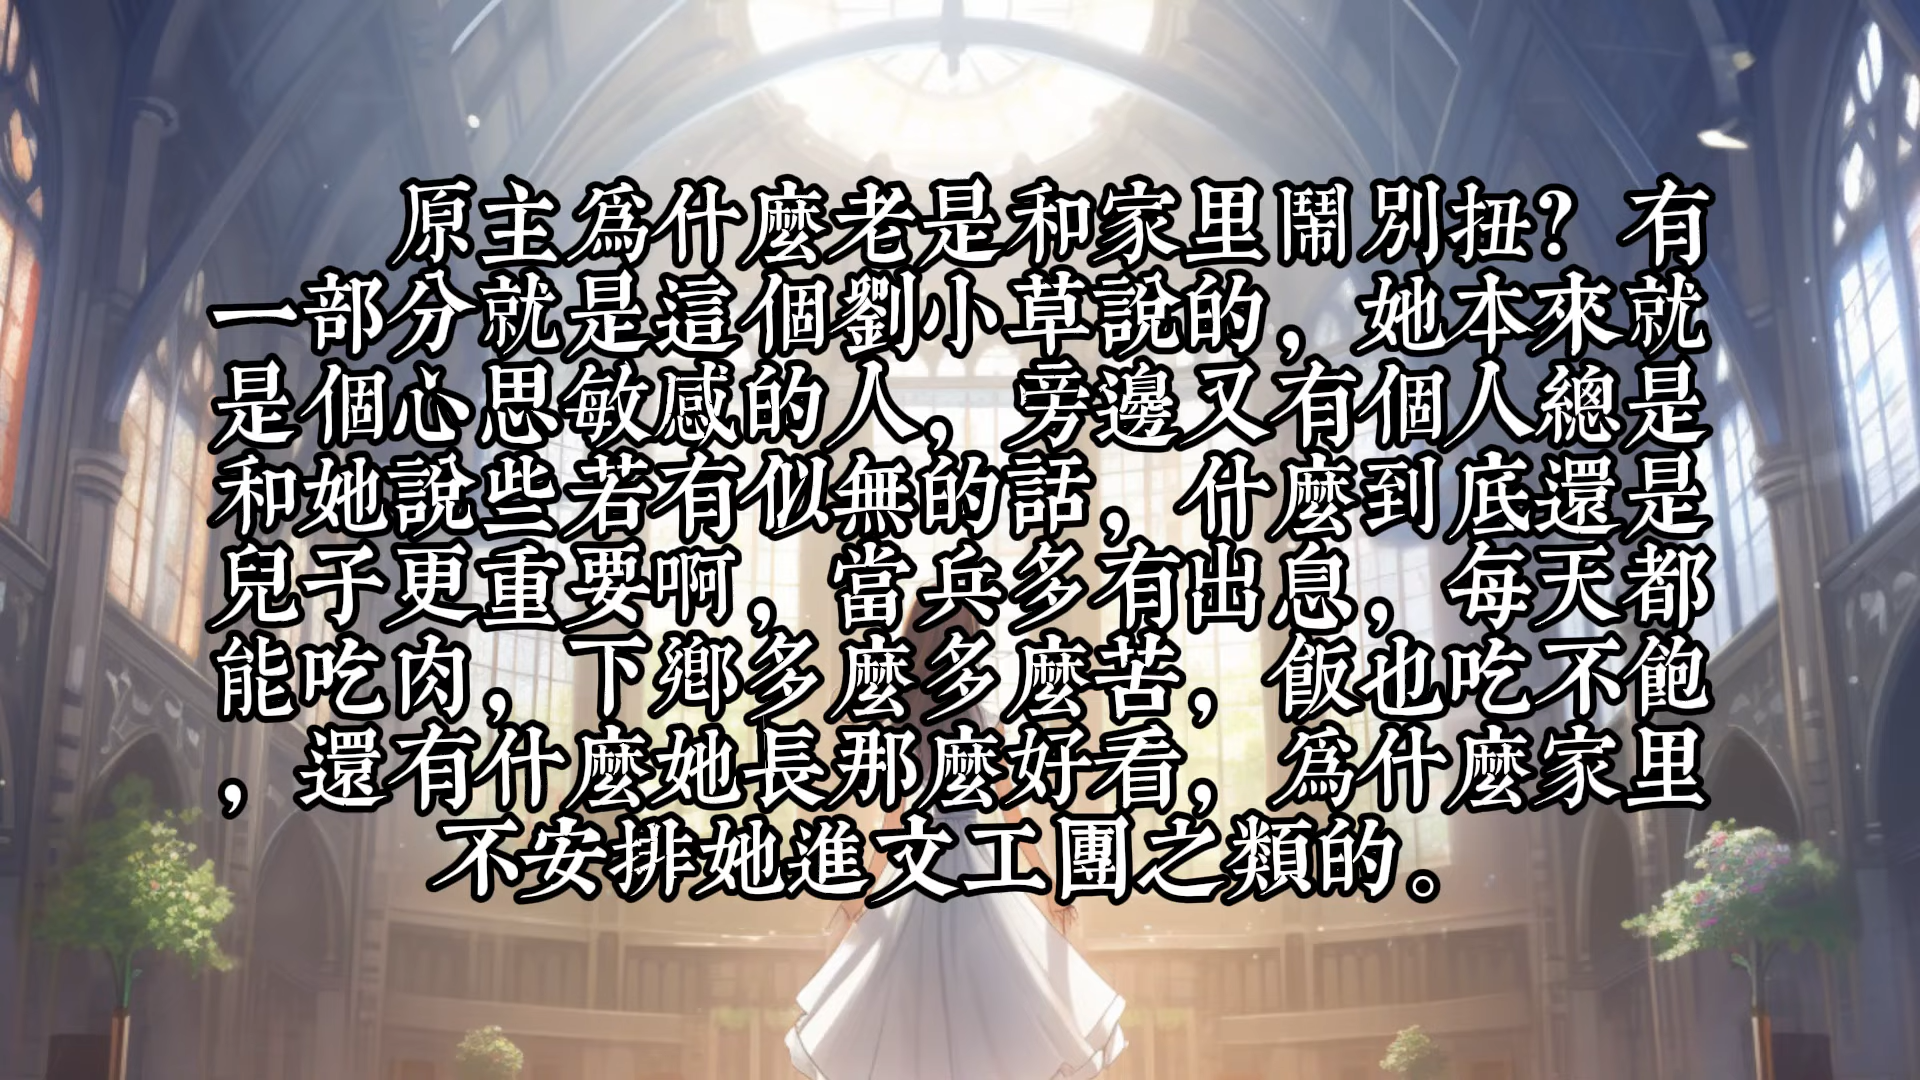 原主爲什麼老是和家里鬧別扭？有
一部分就是這個劉小草說的，她本來就
是個心思敏感的人，旁邊又有個人總是
和她說些若有似無的話，什麼到底還是
兒子更重要啊，當兵多有出息，每天都
能吃肉，下鄉多麼多麼苦，飯也吃不飽
，還有什麼她長那麼好看，爲什麼家里
不安排她進文工團之類的。